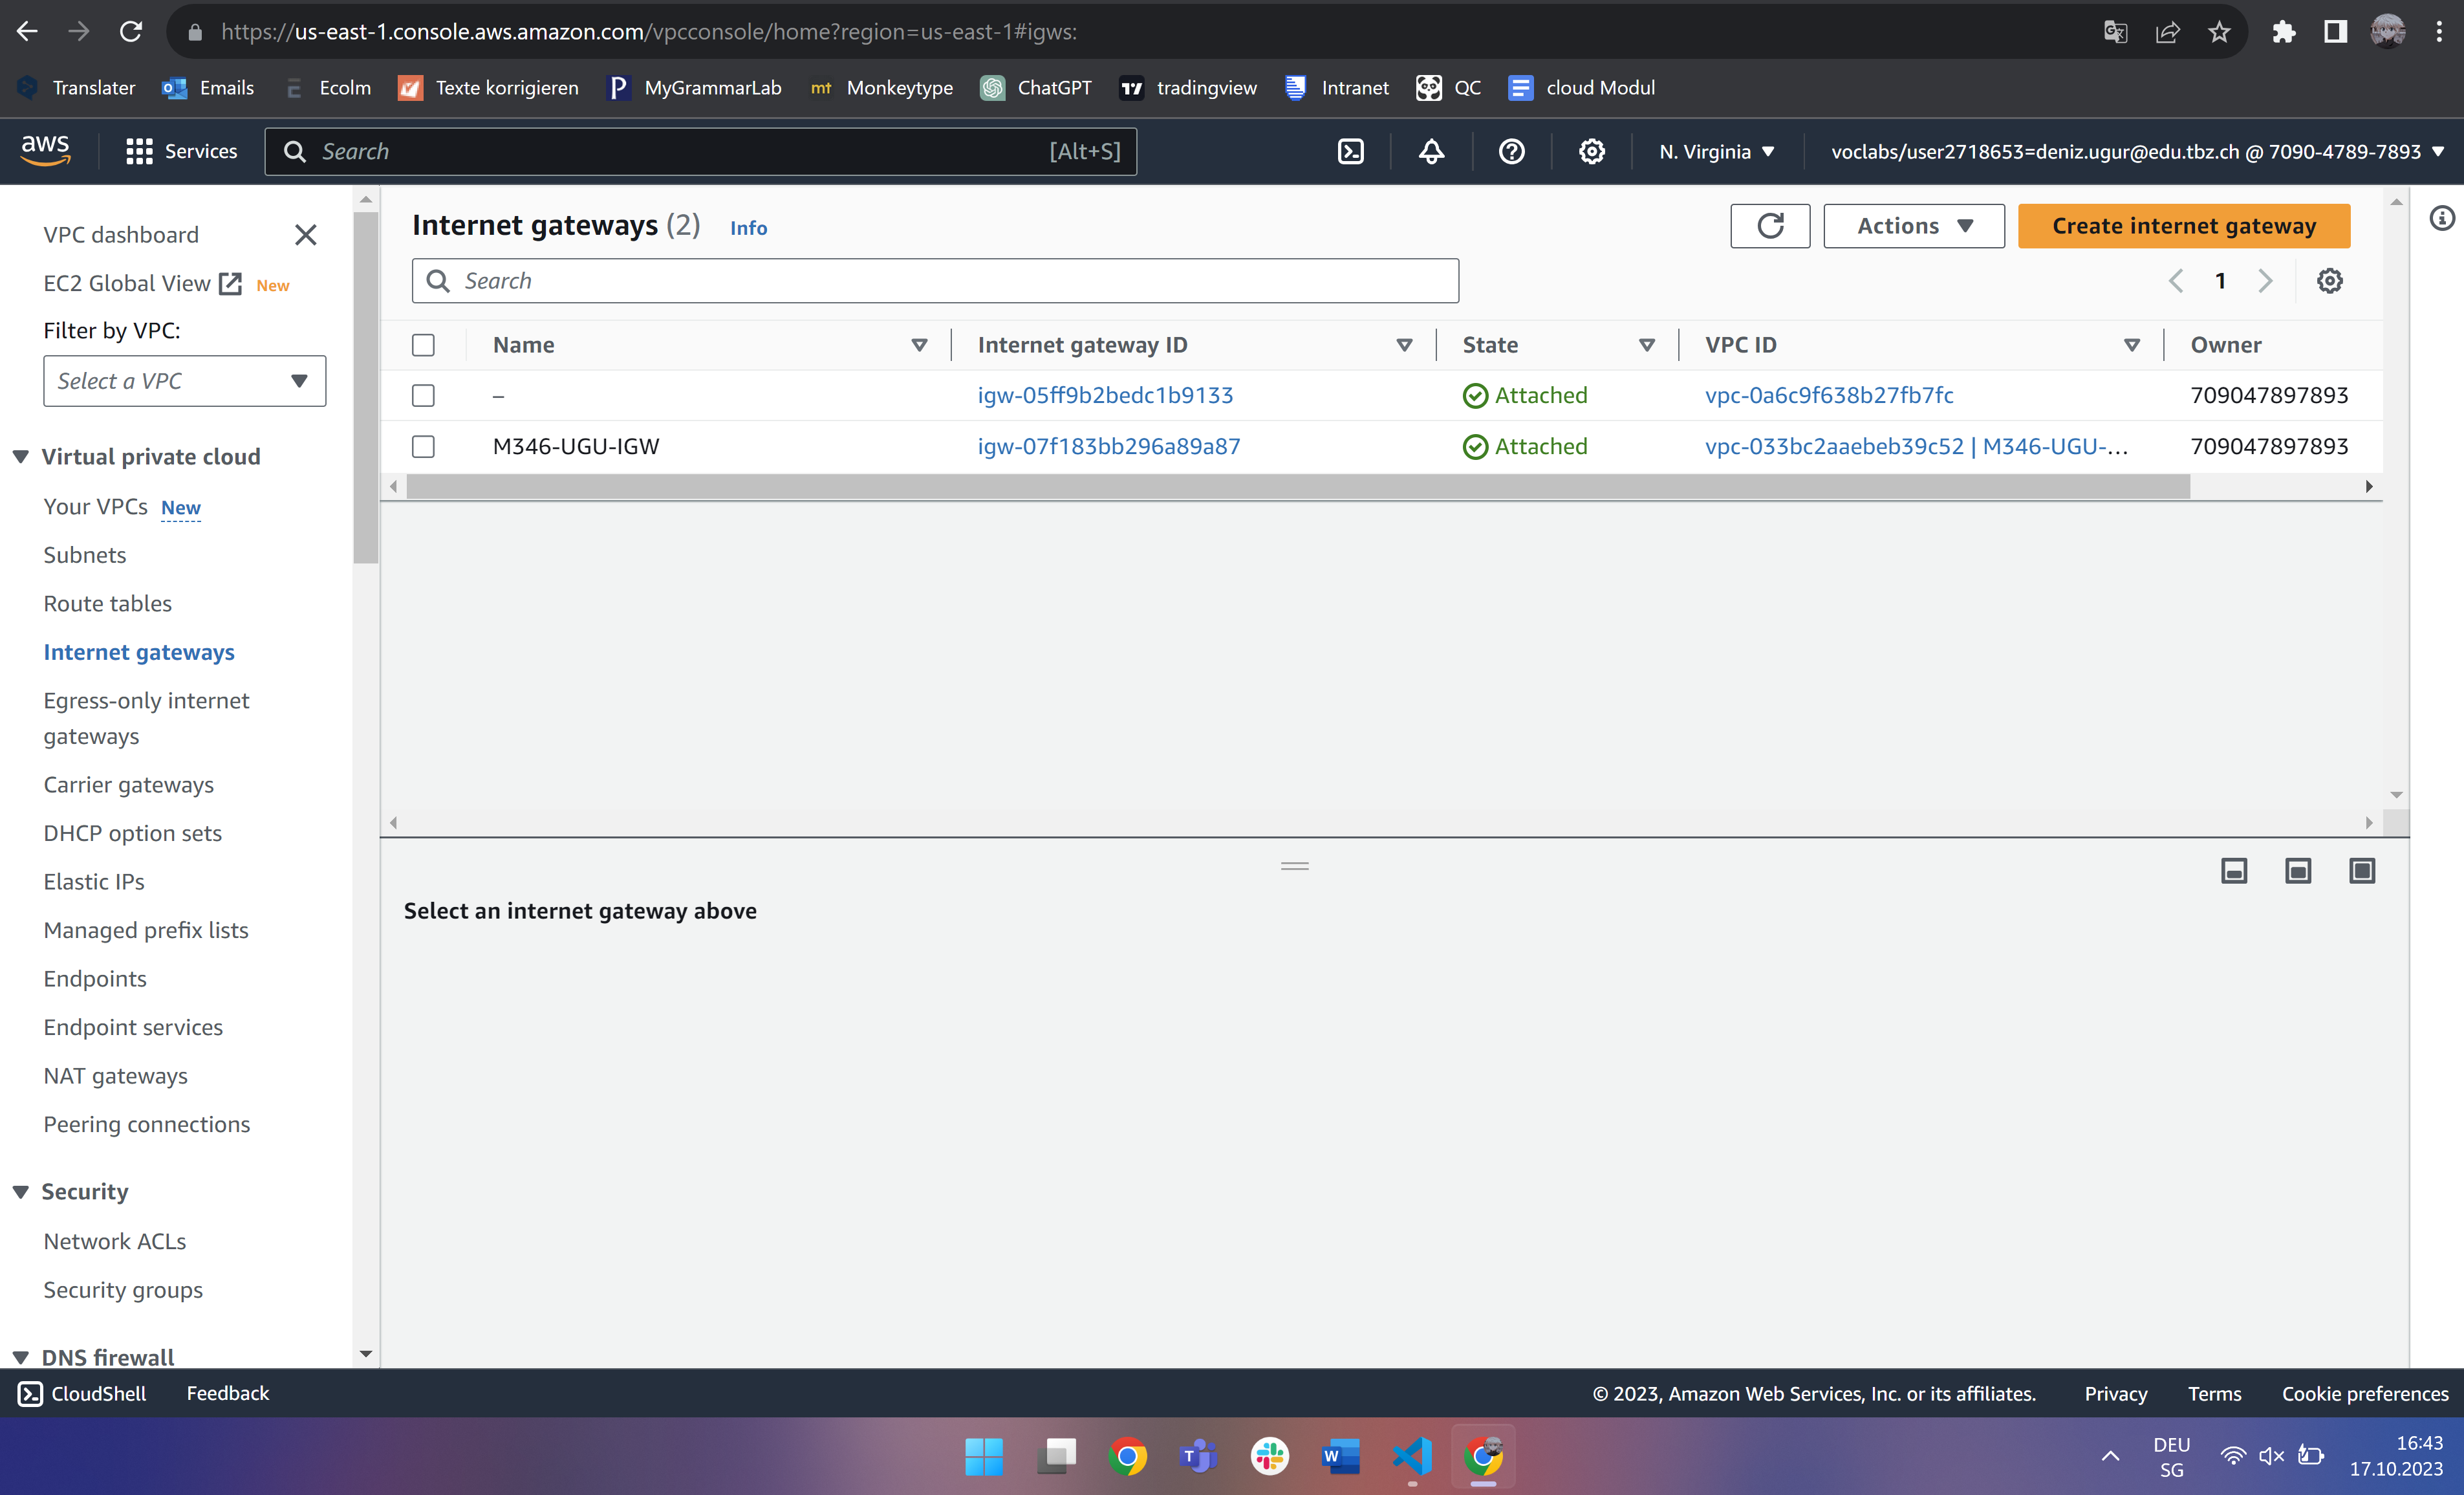 https://us-east-1.console.aws.amazon.com/vpcconsole/home?region=us-east-1#igws:
Translater Emails Ecolm Texte korrigieren MyGrammarLab Monkeytype ChatGPT tradingview Intranet QC cloud Modul
aws Services Search [Alt+S] N. Virginia voclabs/user2718653=deniz.ugur@edu.tbz.ch @ 7090-4789-7893
VPC dashboard
EC2 Global View New
Filter by VPC:
Select a VPC
Virtual private cloud
Your VPCs New
Subnets
Route tables
Internet gateways
Egress-only internet
gateways
Carrier gateways
DHCP option sets
Elastic IPs
Managed prefix lists
Endpoints
Endpoint services
NAT gateways
Peering connections
Security
Network ACLs
Security groups
DNS firewall
Internet gateways (2) Info
Actions Create internet gateway
Search
1
Name Internet gateway ID State VPC ID Owner
– igw-05ff9b2bedc1b9133 Attached vpc-0a6c9f638b27fb7fc 709047897893
M346-UGU-IGW igw-07f183bb296a89a87 Attached vpc-033bc2aaebeb39c52 | M346-UGU-… 709047897893
Select an internet gateway above
CloudShell Feedback © 2023, Amazon Web Services, Inc. or its affiliates. Privacy Terms Cookie preferences
DEU
SG
16:43
17.10.2023